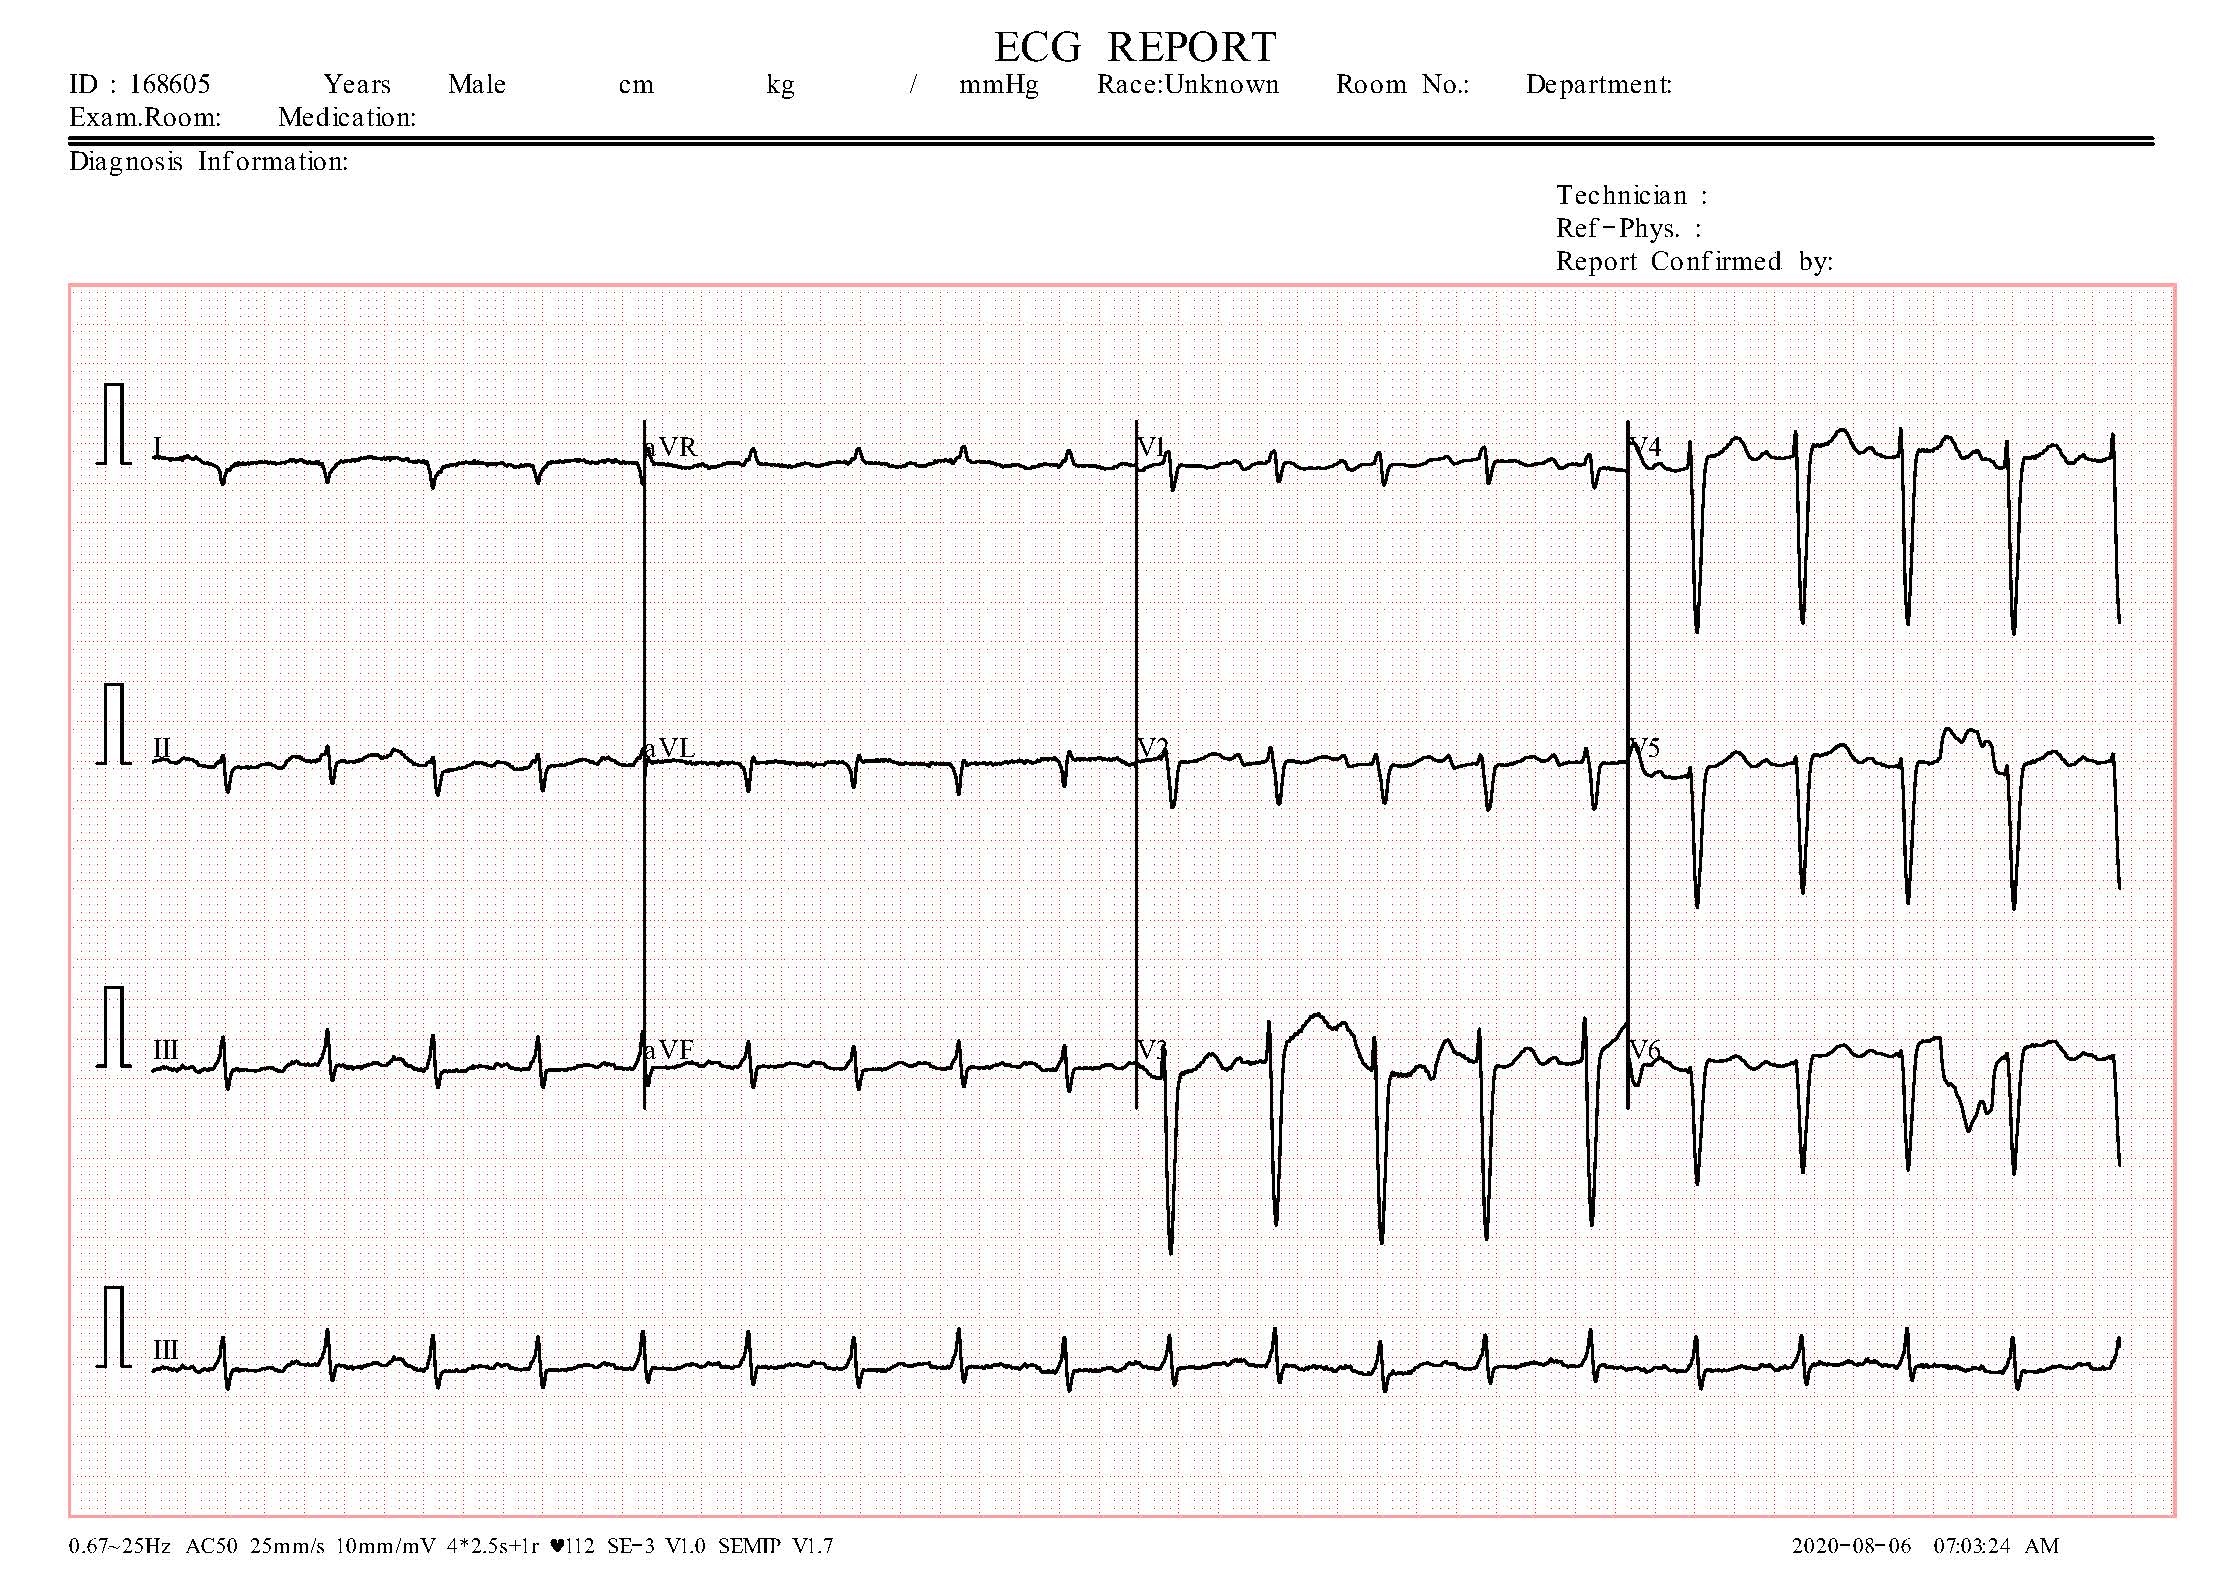 ECG REPORT
ID : 168605 Years Male cm kg / mmHg Race:Unknown Room No.: Department:
Exam.Room: Medication:
Diagnosis Information:
Technician :
Ref-Phys. :
Report Confirmed by:
I aVR V1 V4
II aVL V2 V5
III aVF V3 V6
III
0.67~25Hz AC50 25mm/s 10mm/mV 4*2.5s+1r ♥112 SE-3 V1.0 SEMIP V1.7 2020-08-06 07:03:24 AM